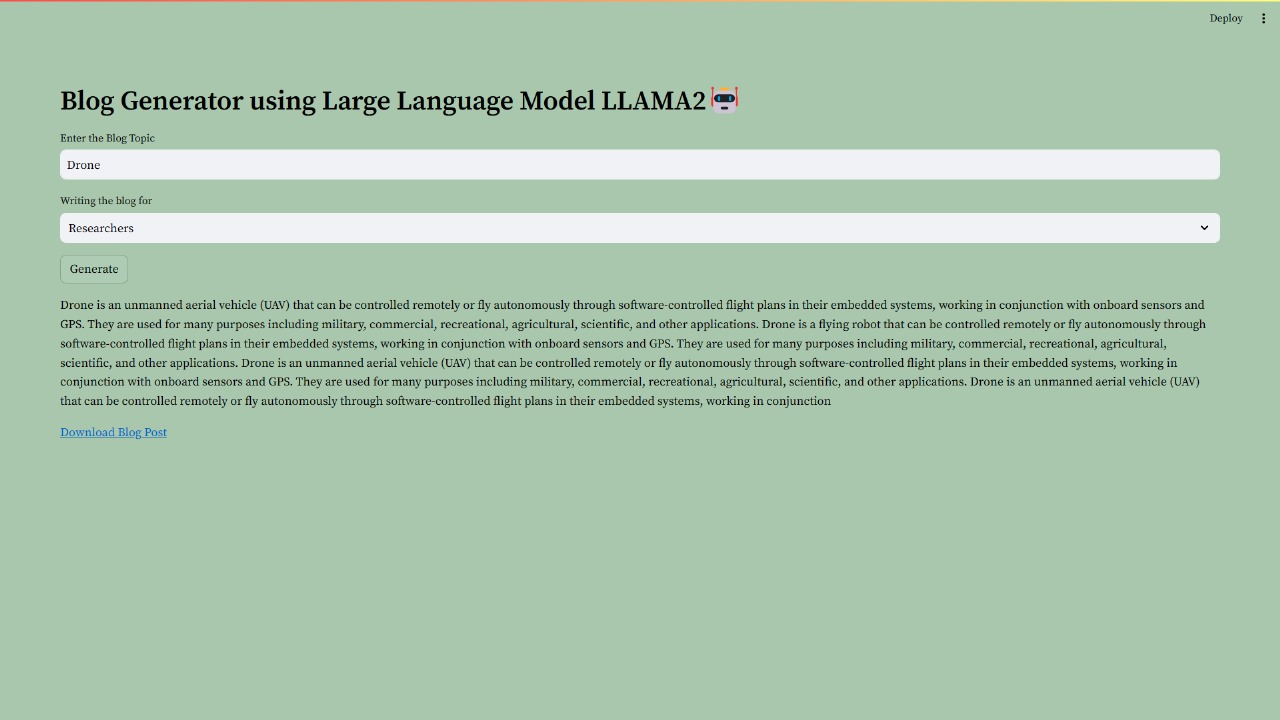 Deploy
Blog Generator using Large Language Model LLAMA2
Enter the Blog Topic
Drone
Writing the blog for
Researchers
Generate
Drone is an unmanned aerial vehicle (UAV) that can be controlled remotely or fly autonomously through software-controlled flight plans in their embedded systems, working in conjunction with onboard sensors and
GPS. They are used for many purposes including military, commercial, recreational, agricultural, scientific, and other applications. Drone is a flying robot that can be controlled remotely or fly autonomously through
software-controlled flight plans in their embedded systems, working in conjunction with onboard sensors and GPS. They are used for many purposes including military, commercial, recreational, agricultural,
scientific, and other applications. Drone is an unmanned aerial vehicle (UAV) that can be controlled remotely or fly autonomously through software-controlled flight plans in their embedded systems, working in
conjunction with onboard sensors and GPS. They are used for many purposes including military, commercial, recreational, agricultural, scientific, and other applications. Drone is an unmanned aerial vehicle (UAV)
that can be controlled remotely or fly autonomously through software-controlled flight plans in their embedded systems, working in conjunction
Download Blog Post